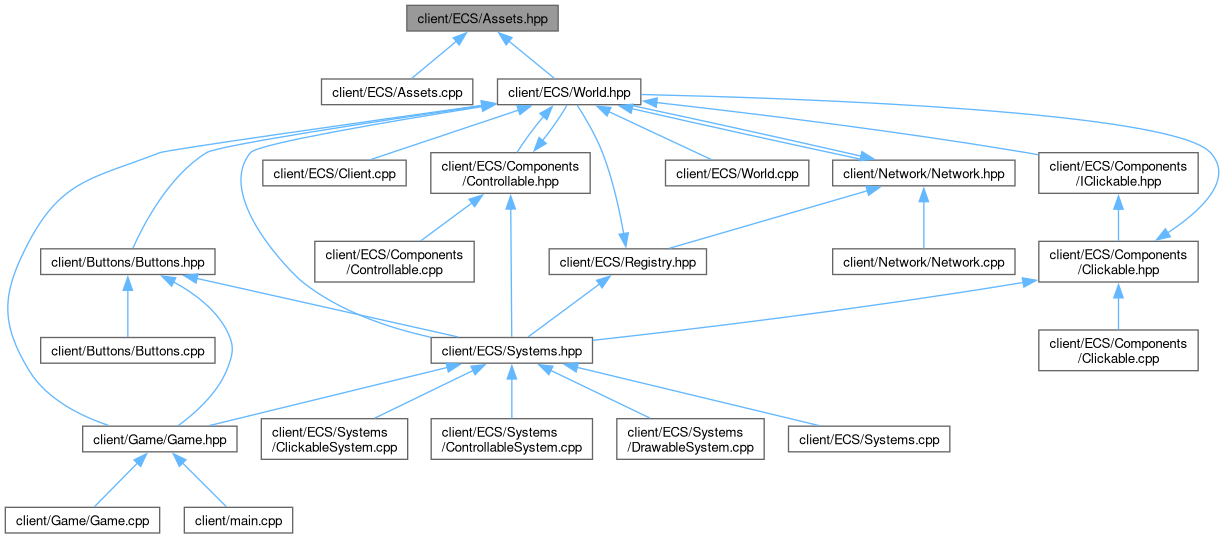 client/ECS/Assets.hpp
client/ECS/Assets.cpp
client/ECS/World.hpp
client/ECS/Client.cpp
client/ECS/Components
/Controllable.hpp
client/ECS/World.cpp
client/Network/Network.hpp
client/ECS/Components
/IClickable.hpp
client/Buttons/Buttons.hpp
client/ECS/Components
/Controllable.cpp
client/ECS/Registry.hpp
client/Network/Network.cpp
client/ECS/Components
/Clickable.hpp
client/Buttons/Buttons.cpp
client/ECS/Systems.hpp
client/ECS/Components
/Clickable.cpp
client/Game/Game.hpp
client/ECS/Systems
/ClickableSystem.cpp
client/ECS/Systems
/ControllableSystem.cpp
client/ECS/Systems
/DrawableSystem.cpp
client/ECS/Systems.cpp
client/Game/Game.cpp
client/main.cpp